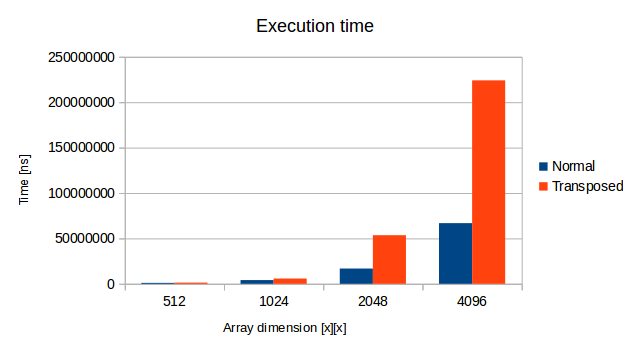 Execution time
250000000
200000000
150000000
100000000
50000000
0
Time [ns]
512 1024 2048 4096
Array dimension [x][x]
Normal
Transposed